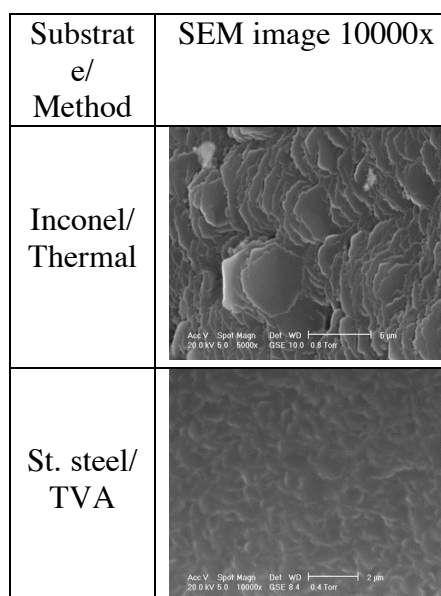 Substrat
e/
Method
SEM image 10000x
Inconel/
Thermal
Acc V Spot Magn Det WD 5 µm
20.0 kV 5.0 5000x GSE 10.0 0.8 Torr
St. steel/
TVA
Acc V Spot Magn Det WD 2 µm
20.0 kV 5.0 10000x GSE 8.4 0.4 Torr